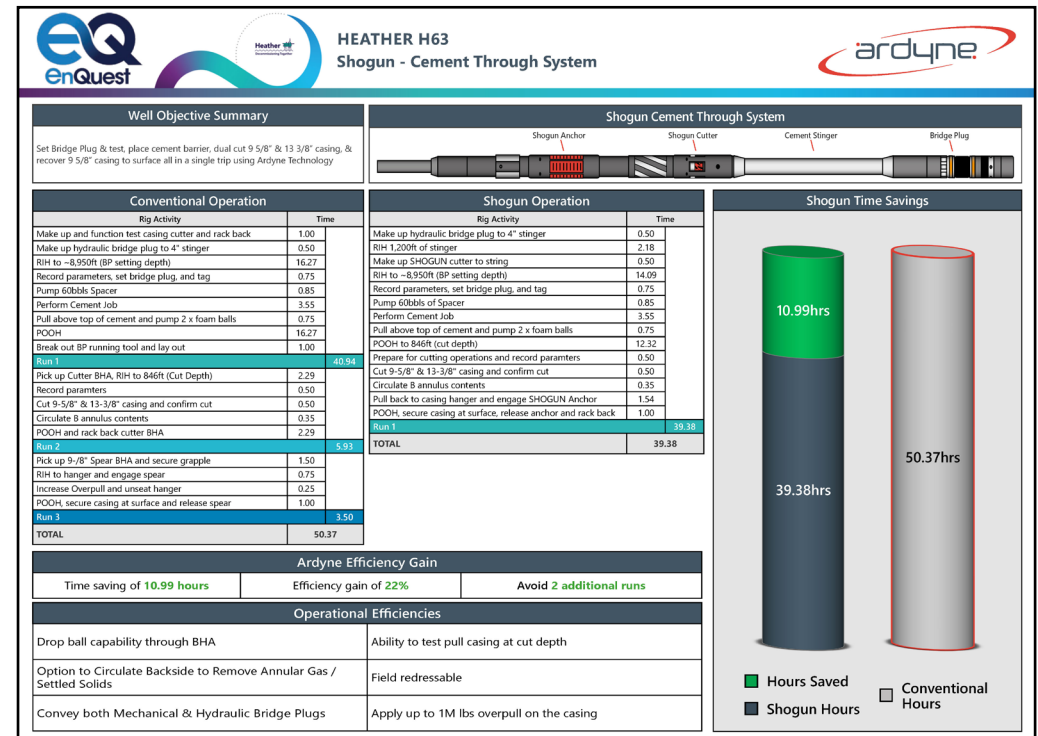 EQ
EnQuest
Heather
Decommissioning Together
HEATHER H63
Shogun - Cement Through System
ardyne.
Well Objective Summary
Set Bridge Plug & test, place cement barrier, dual cut 9 5/8" & 13 3/8" casing, &
recover 9 5/8" casing to surface all in a single trip using Ardyne Technology
Shogun Cement Through System
Shogun Anchor Shogun Cutter Cement Stinger Bridge Plug
Conventional Operation
Rig Activity Time
Make up and function test casing cutter and rack back 1.00
Make up hydraulic bridge plug to 4" stinger 0.50
RIH to ~8,950ft (BP setting depth) 16.27
Record parameters, set bridge plug, and tag 0.75
Pump 60bbls Spacer 0.85
Perform Cement Job 3.55
Pull above top of cement and pump 2 x foam balls 0.75
POOH 16.27
Break out BP running tool and lay out 1.00
Run 1 40.94
Pick up Cutter BHA, RIH to 846ft (Cut Depth) 2.29
Record paramters 0.50
Cut 9-5/8" & 13-3/8" casing and confirm cut 0.50
Circulate B annulus contents 0.35
POOH and rack back cutter BHA 2.29
Run 2 5.93
Pick up 9-/8" Spear BHA and secure grapple 1.50
RIH to hanger and engage spear 0.75
Increase Overpull and unseat hanger 0.25
POOH, secure casing at surface and release spear 1.00
Run 3 3.50
TOTAL 50.37
Shogun Operation
Rig Activity Time
Make up hydraulic bridge plug to 4" stinger 0.50
RIH 1,200ft of stinger 2.18
Make up SHOGUN cutter to string 0.50
RIH to ~8,950ft (BP setting depth) 14.09
Record parameters, set bridge plug, and tag 0.75
Pump 60bbls of Spacer 0.85
Perform Cement Job 3.55
Pull above top of cement and pump 2 x foam balls 0.75
POOH to 846ft (cut depth) 12.32
Prepare for cutting operations and record paramters 0.50
Cut 9-5/8" & 13-3/8" casing and confirm cut 0.50
Circulate B annulus contents 0.35
Pull back to casing hanger and engage SHOGUN Anchor 1.54
POOH, secure casing at surface, release anchor and rack back 1.00
Run 1 39.38
TOTAL 39.38
Shogun Time Savings
10.99hrs
39.38hrs
50.37hrs
Hours Saved
Shogun Hours
Conventional
Hours
Ardyne Efficiency Gain
Time saving of 10.99 hours Efficiency gain of 22% Avoid 2 additional runs
Operational Efficiencies
Drop ball capability through BHA Ability to test pull casing at cut depth
Option to Circulate Backside to Remove Annular Gas /
Settled Solids
Field redressable
Convey both Mechanical & Hydraulic Bridge Plugs Apply up to 1M lbs overpull on the casing